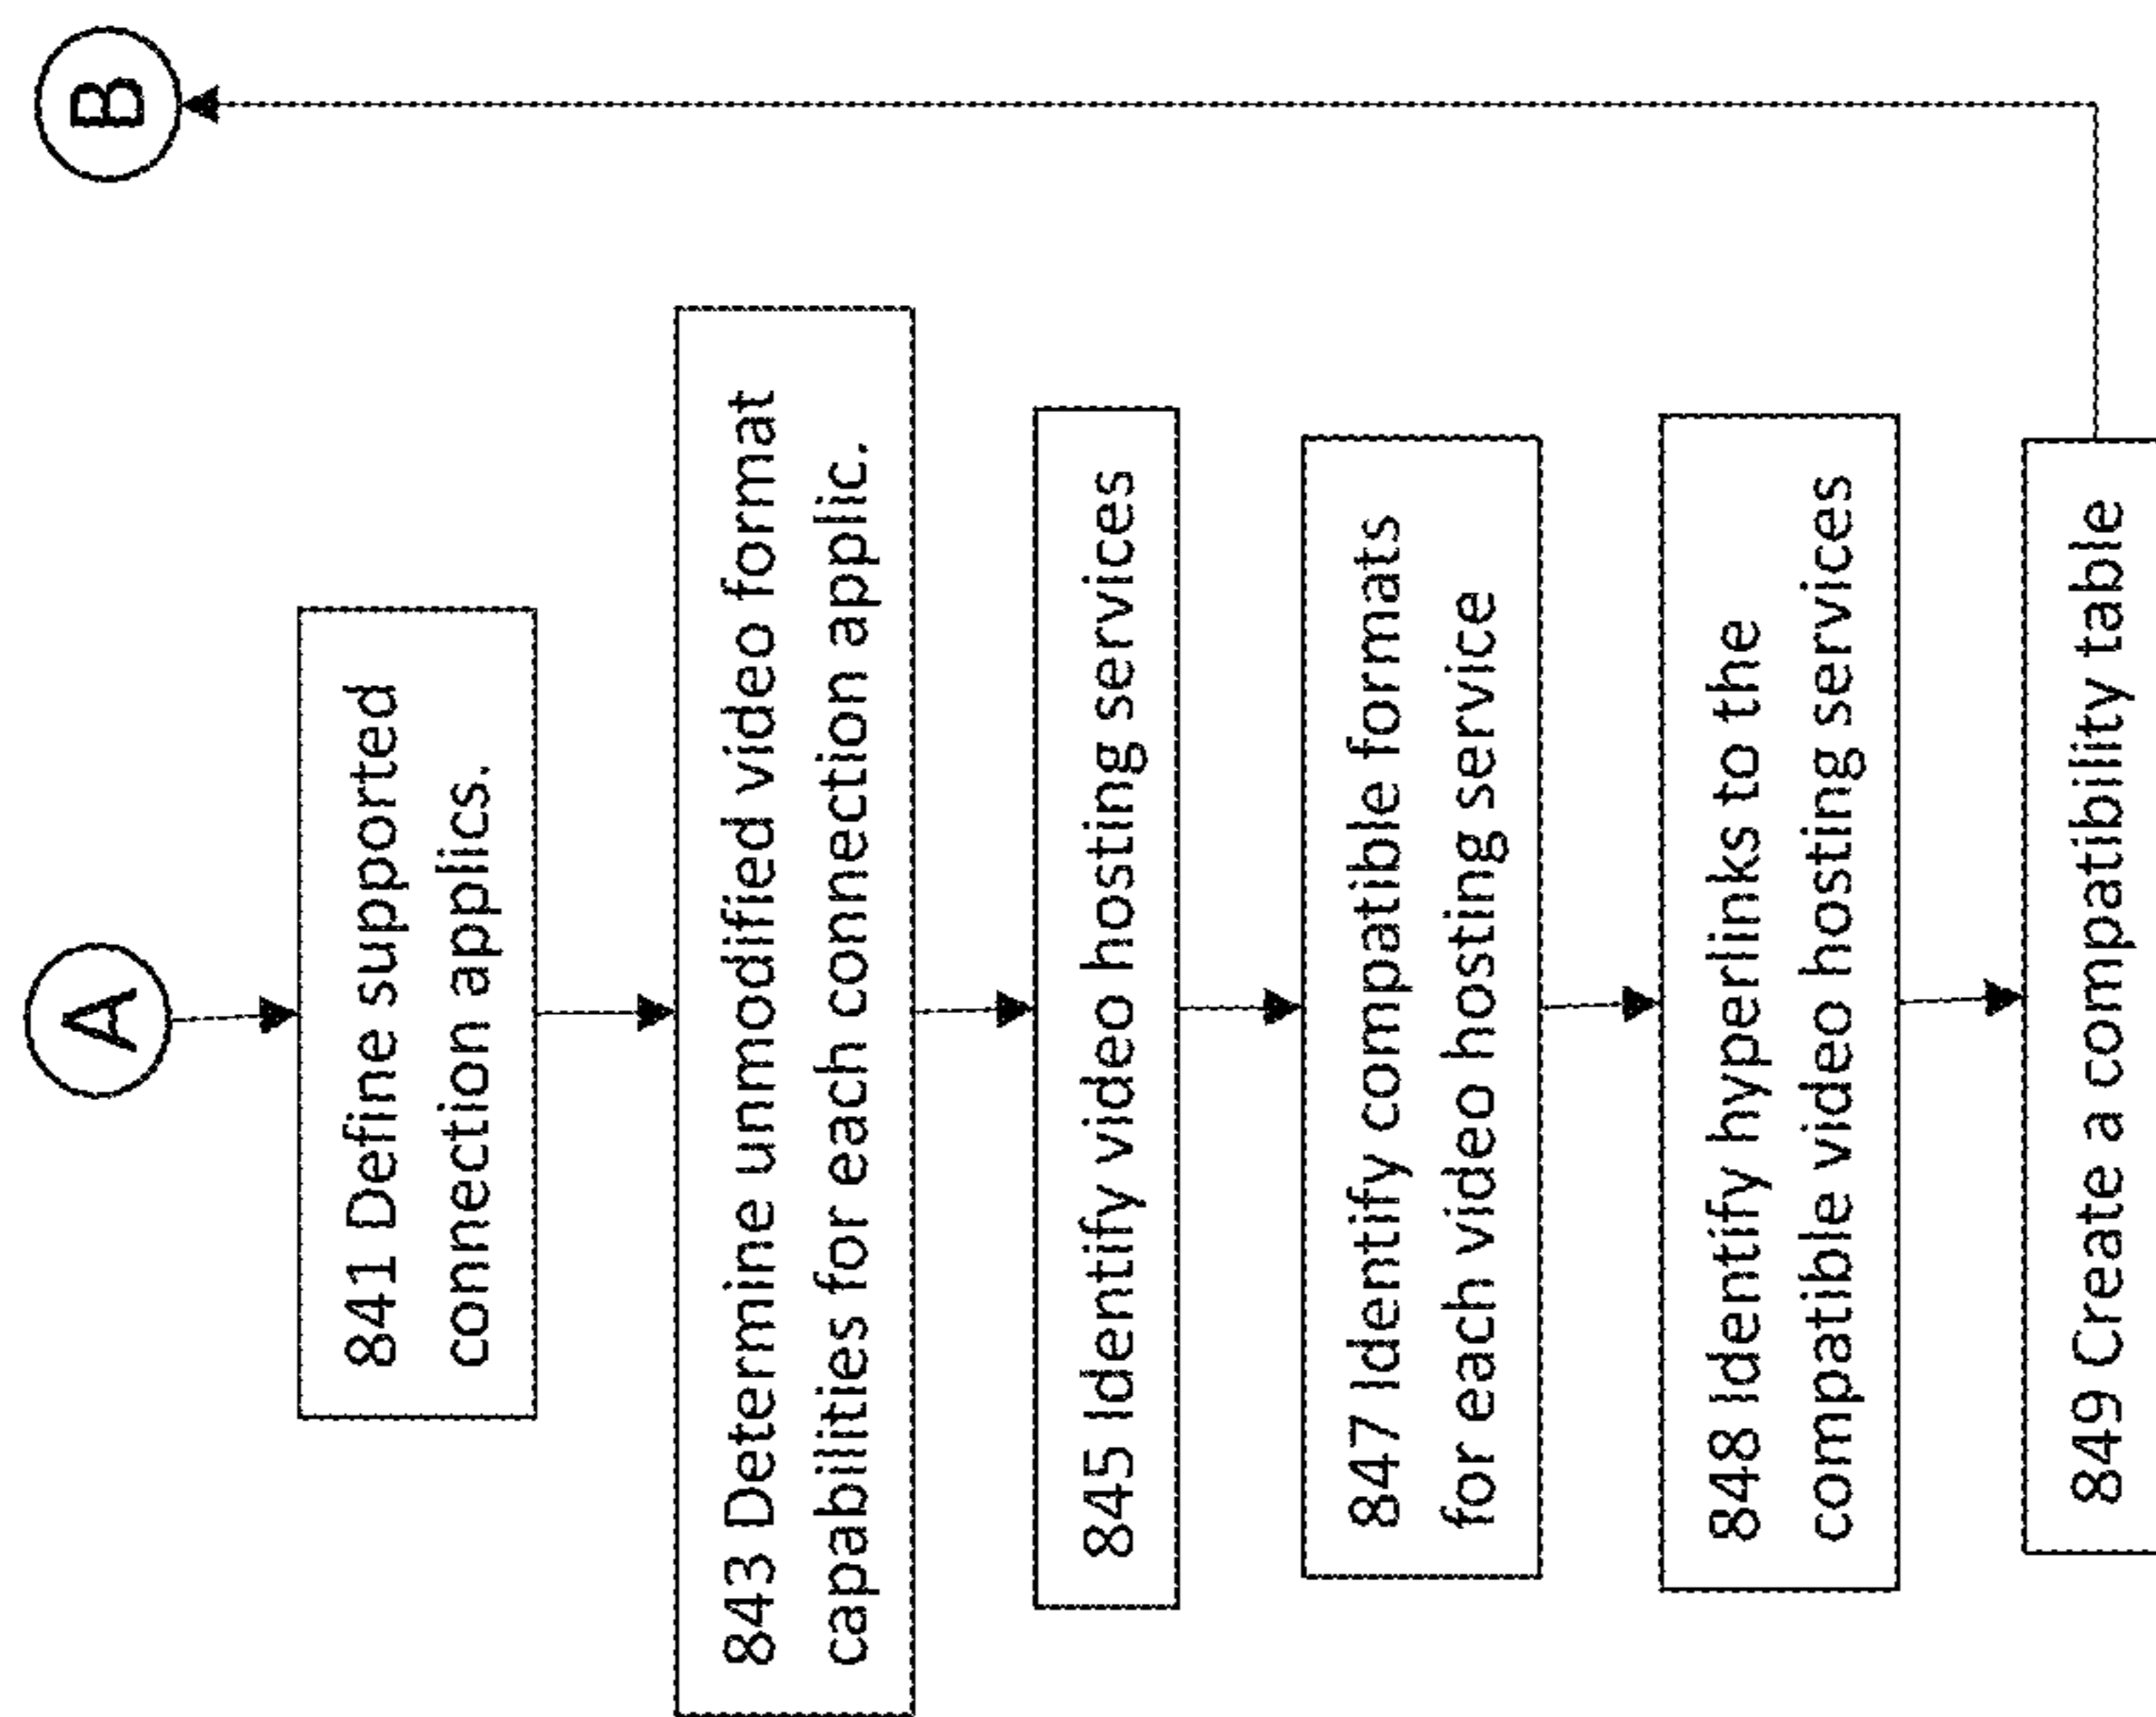 A
841 Define supported
connection applics.
843 Determine unmodified video format
capabilities for each connection applic.
845 Identify video hosting services
847 Identify compatible formats
for each video hosting service
848 Identify hyperlinks to the
compatible video hosting services
849 Create a compatibility table
B